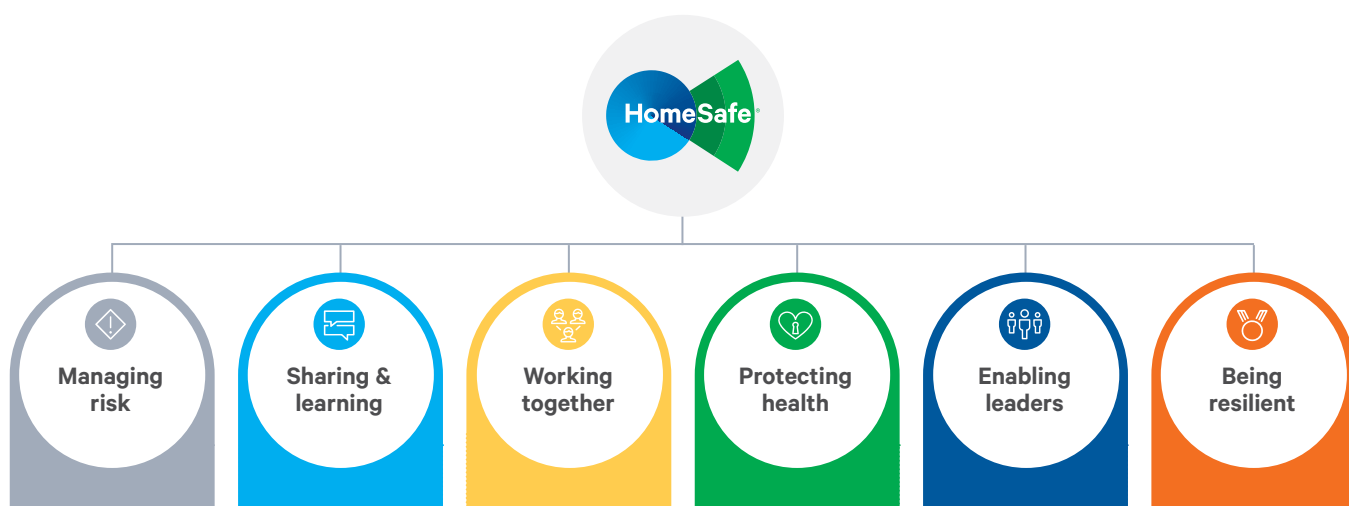 HomeSafe®
Managing
risk
Sharing &
learning
Working
together
Protecting
health
Enabling
leaders
Being
resilient